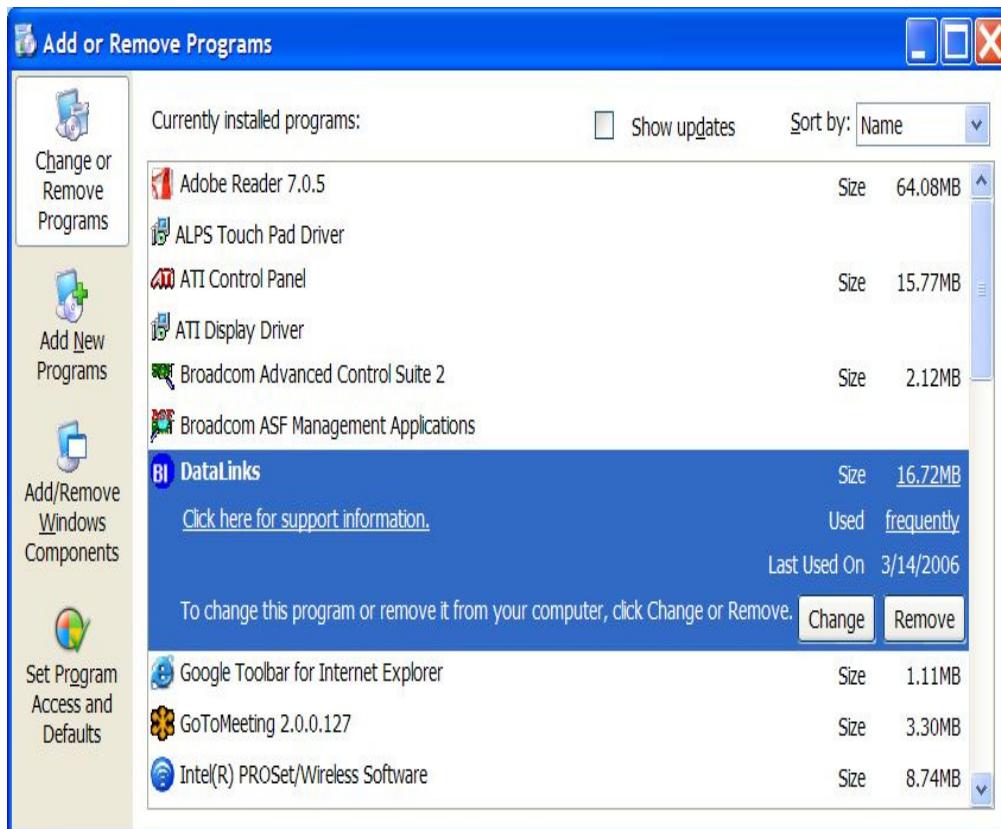 Add or Remove Programs
Change or
Remove
Programs
Add New
Programs
Add/Remove
Windows
Components
Set Program
Access and
Defaults
Currently installed programs:
Show updates
Sort by: Name
Adobe Reader 7.0.5 Size 64.08MB
ALPS Touch Pad Driver
ATI Control Panel Size 15.77MB
ATI Display Driver
Broadcom Advanced Control Suite 2 Size 2.12MB
Broadcom ASF Management Applications
BI DataLinks Size 16.72MB
Click here for support information. Used frequently
Last Used On 3/14/2006
To change this program or remove it from your computer, click Change or Remove. Change Remove
Google Toolbar for Internet Explorer Size 1.11MB
GoToMeeting 2.0.0.127 Size 3.30MB
Intel(R) PROSet/Wireless Software Size 8.74MB